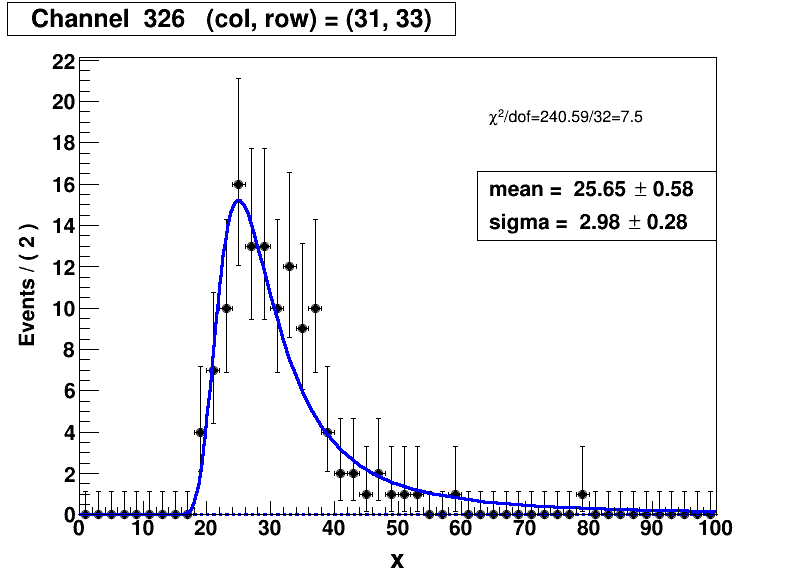 Channel  326   (col, row) = (31, 33)
χ²/dof=240.59/32=7.5
mean =  25.65 ± 0.58
sigma =  2.98 ± 0.28
Events / ( 2 )
22
20
18
16
14
12
10
8
6
4
2
0
0 10 20 30 40 50 60 70 80 90 100
x